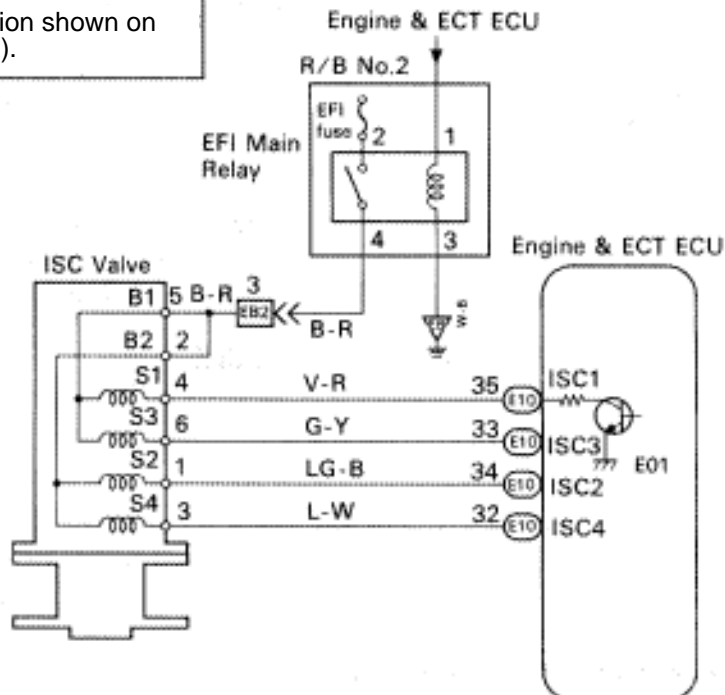 ion shown on
).
Engine & ECT ECU
R/B No.2
EFI
fuse
2
1
EFI Main
Relay
4
3
Engine & ECT ECU
ISC Valve
B1
5
B-R
3
EB2
B-R
W-B
B2
2
S1
4
V-R
35
E10
ISC1
S3
6
G-Y
33
E10
ISC3
E01
S2
1
LG-B
34
E10
ISC2
S4
3
L-W
32
E10
ISC4